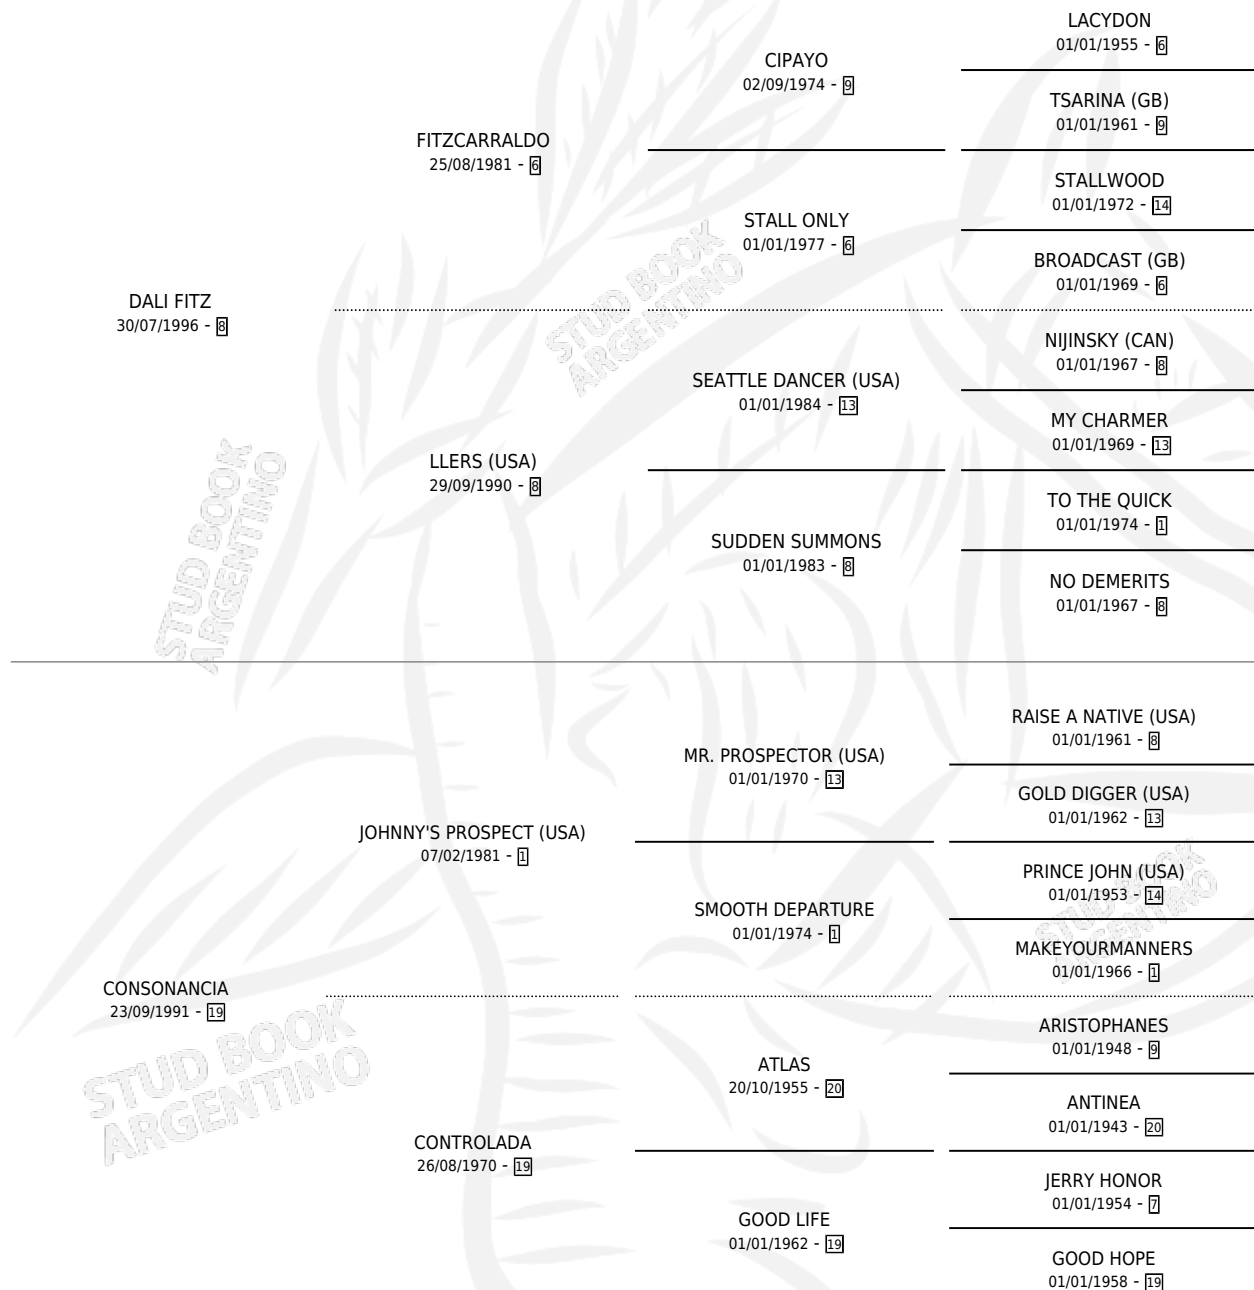 LACYDON
01/01/1955 - 6
CIPAYO
02/09/1974 - 9
TSARINA (GB)
01/01/1961 - 9
FITZCARRALDO
25/08/1981 - 6
STALLWOOD
01/01/1972 - 14
STALL ONLY
01/01/1977 - 6
BROADCAST (GB)
01/01/1969 - 6
DALI FITZ
30/07/1996 - 8
STUD BOOK
ARGENTINO
NIJINSKY (CAN)
01/01/1967 - 8
SEATTLE DANCER (USA)
01/01/1984 - 13
MY CHARMER
01/01/1969 - 13
LLERS (USA)
29/09/1990 - 8
TO THE QUICK
01/01/1974 - 1
SUDDEN SUMMONS
01/01/1983 - 8
NO DEMERITS
01/01/1967 - 8
STUD BOOK
ARGENTINO
RAISE A NATIVE (USA)
01/01/1961 - 8
MR. PROSPECTOR (USA)
01/01/1970 - 13
GOLD DIGGER (USA)
01/01/1962 - 13
JOHNNY'S PROSPECT (USA)
07/02/1981 - 1
PRINCE JOHN (USA)
01/01/1953 - 14
SMOOTH DEPARTURE
01/01/1974 - 1
MAKEYOURMANNERS
01/01/1966 - 1
STUD BOOK
ARGENTINO
CONSONANCIA
23/09/1991 - 19
ARISTOPHANES
01/01/1948 - 9
ATLAS
20/10/1955 - 20
ANTINEA
01/01/1943 - 20
STUD BOOK
ARGENTINO
CONTROLADA
26/08/1970 - 19
JERRY HONOR
01/01/1954 - 7
GOOD LIFE
01/01/1962 - 19
GOOD HOPE
01/01/1958 - 19